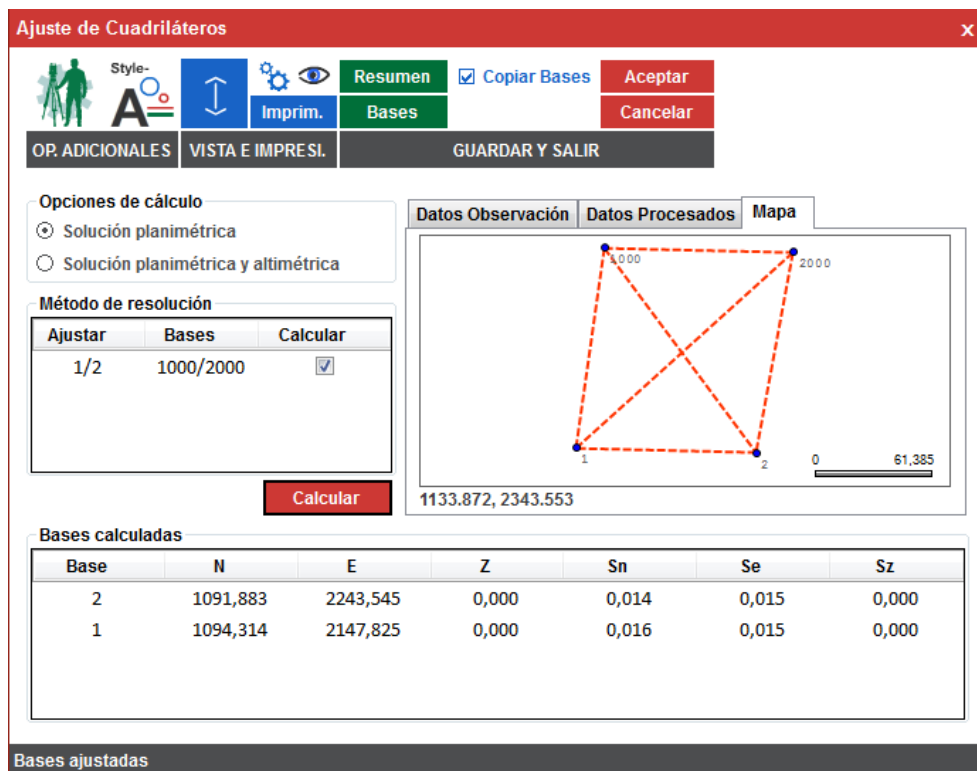 Ajuste de Cuadriláteros x
Style-
A
Resumen Copiar Bases Aceptar
Imprim. Bases Cancelar
OP. ADICIONALES VISTA E IMPRESI. GUARDAR Y SALIR
Opciones de cálculo
Solución planimétrica
Solución planimétrica y altimétrica
Método de resolución
Ajustar Bases Calcular
1/2 1000/2000
Calcular
Datos Observación Datos Procesados Mapa
1000
2000
1
2
0 61,385
1133.872, 2343.553
Bases calculadas
Base N E Z Sn Se Sz
2 1091,883 2243,545 0,000 0,014 0,015 0,000
1 1094,314 2147,825 0,000 0,016 0,015 0,000
Bases ajustadas